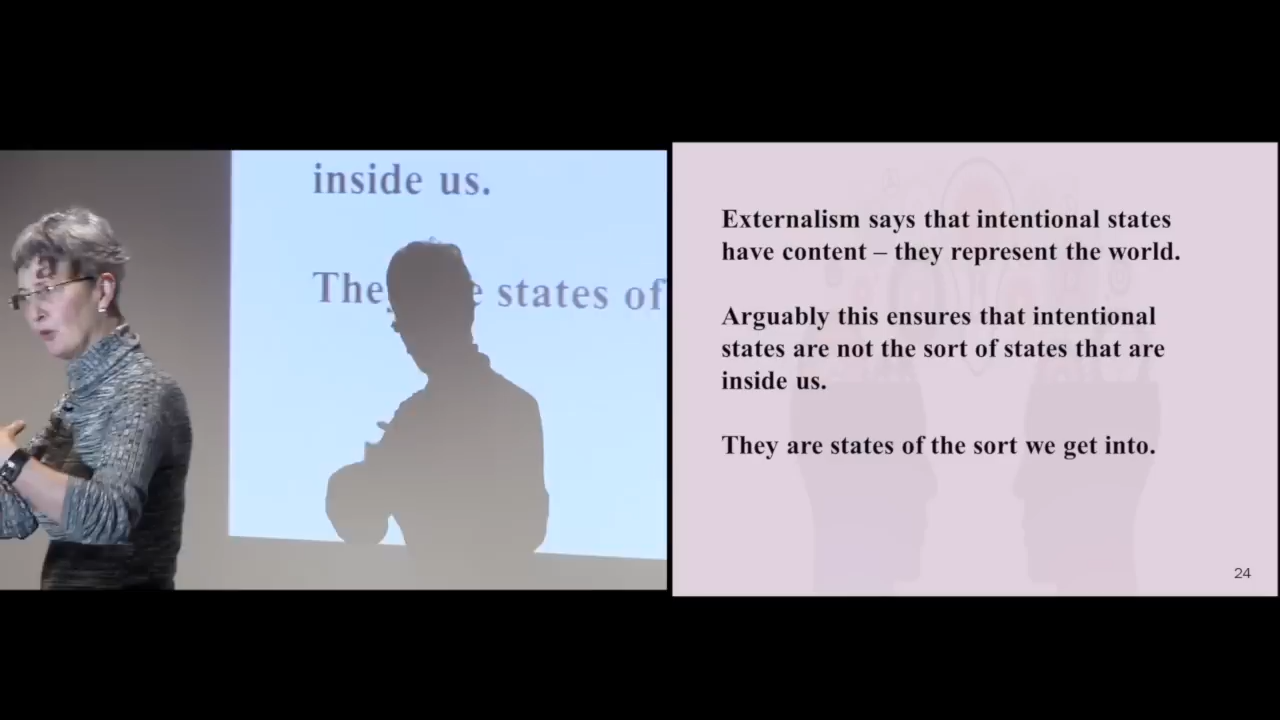 inside us.
The e states of
Externalism says that intentional states
have content – they represent the world.
Arguably this ensures that intentional
states are not the sort of states that are
inside us.
They are states of the sort we get into.
24